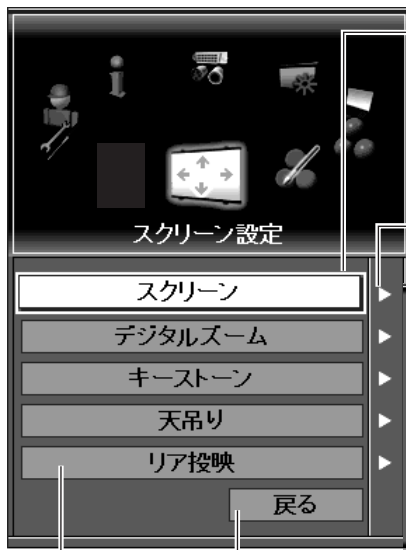 スクリーン設定
スクリーン
デジタルズーム
キーストーン
天吊り
リア投映
戻る